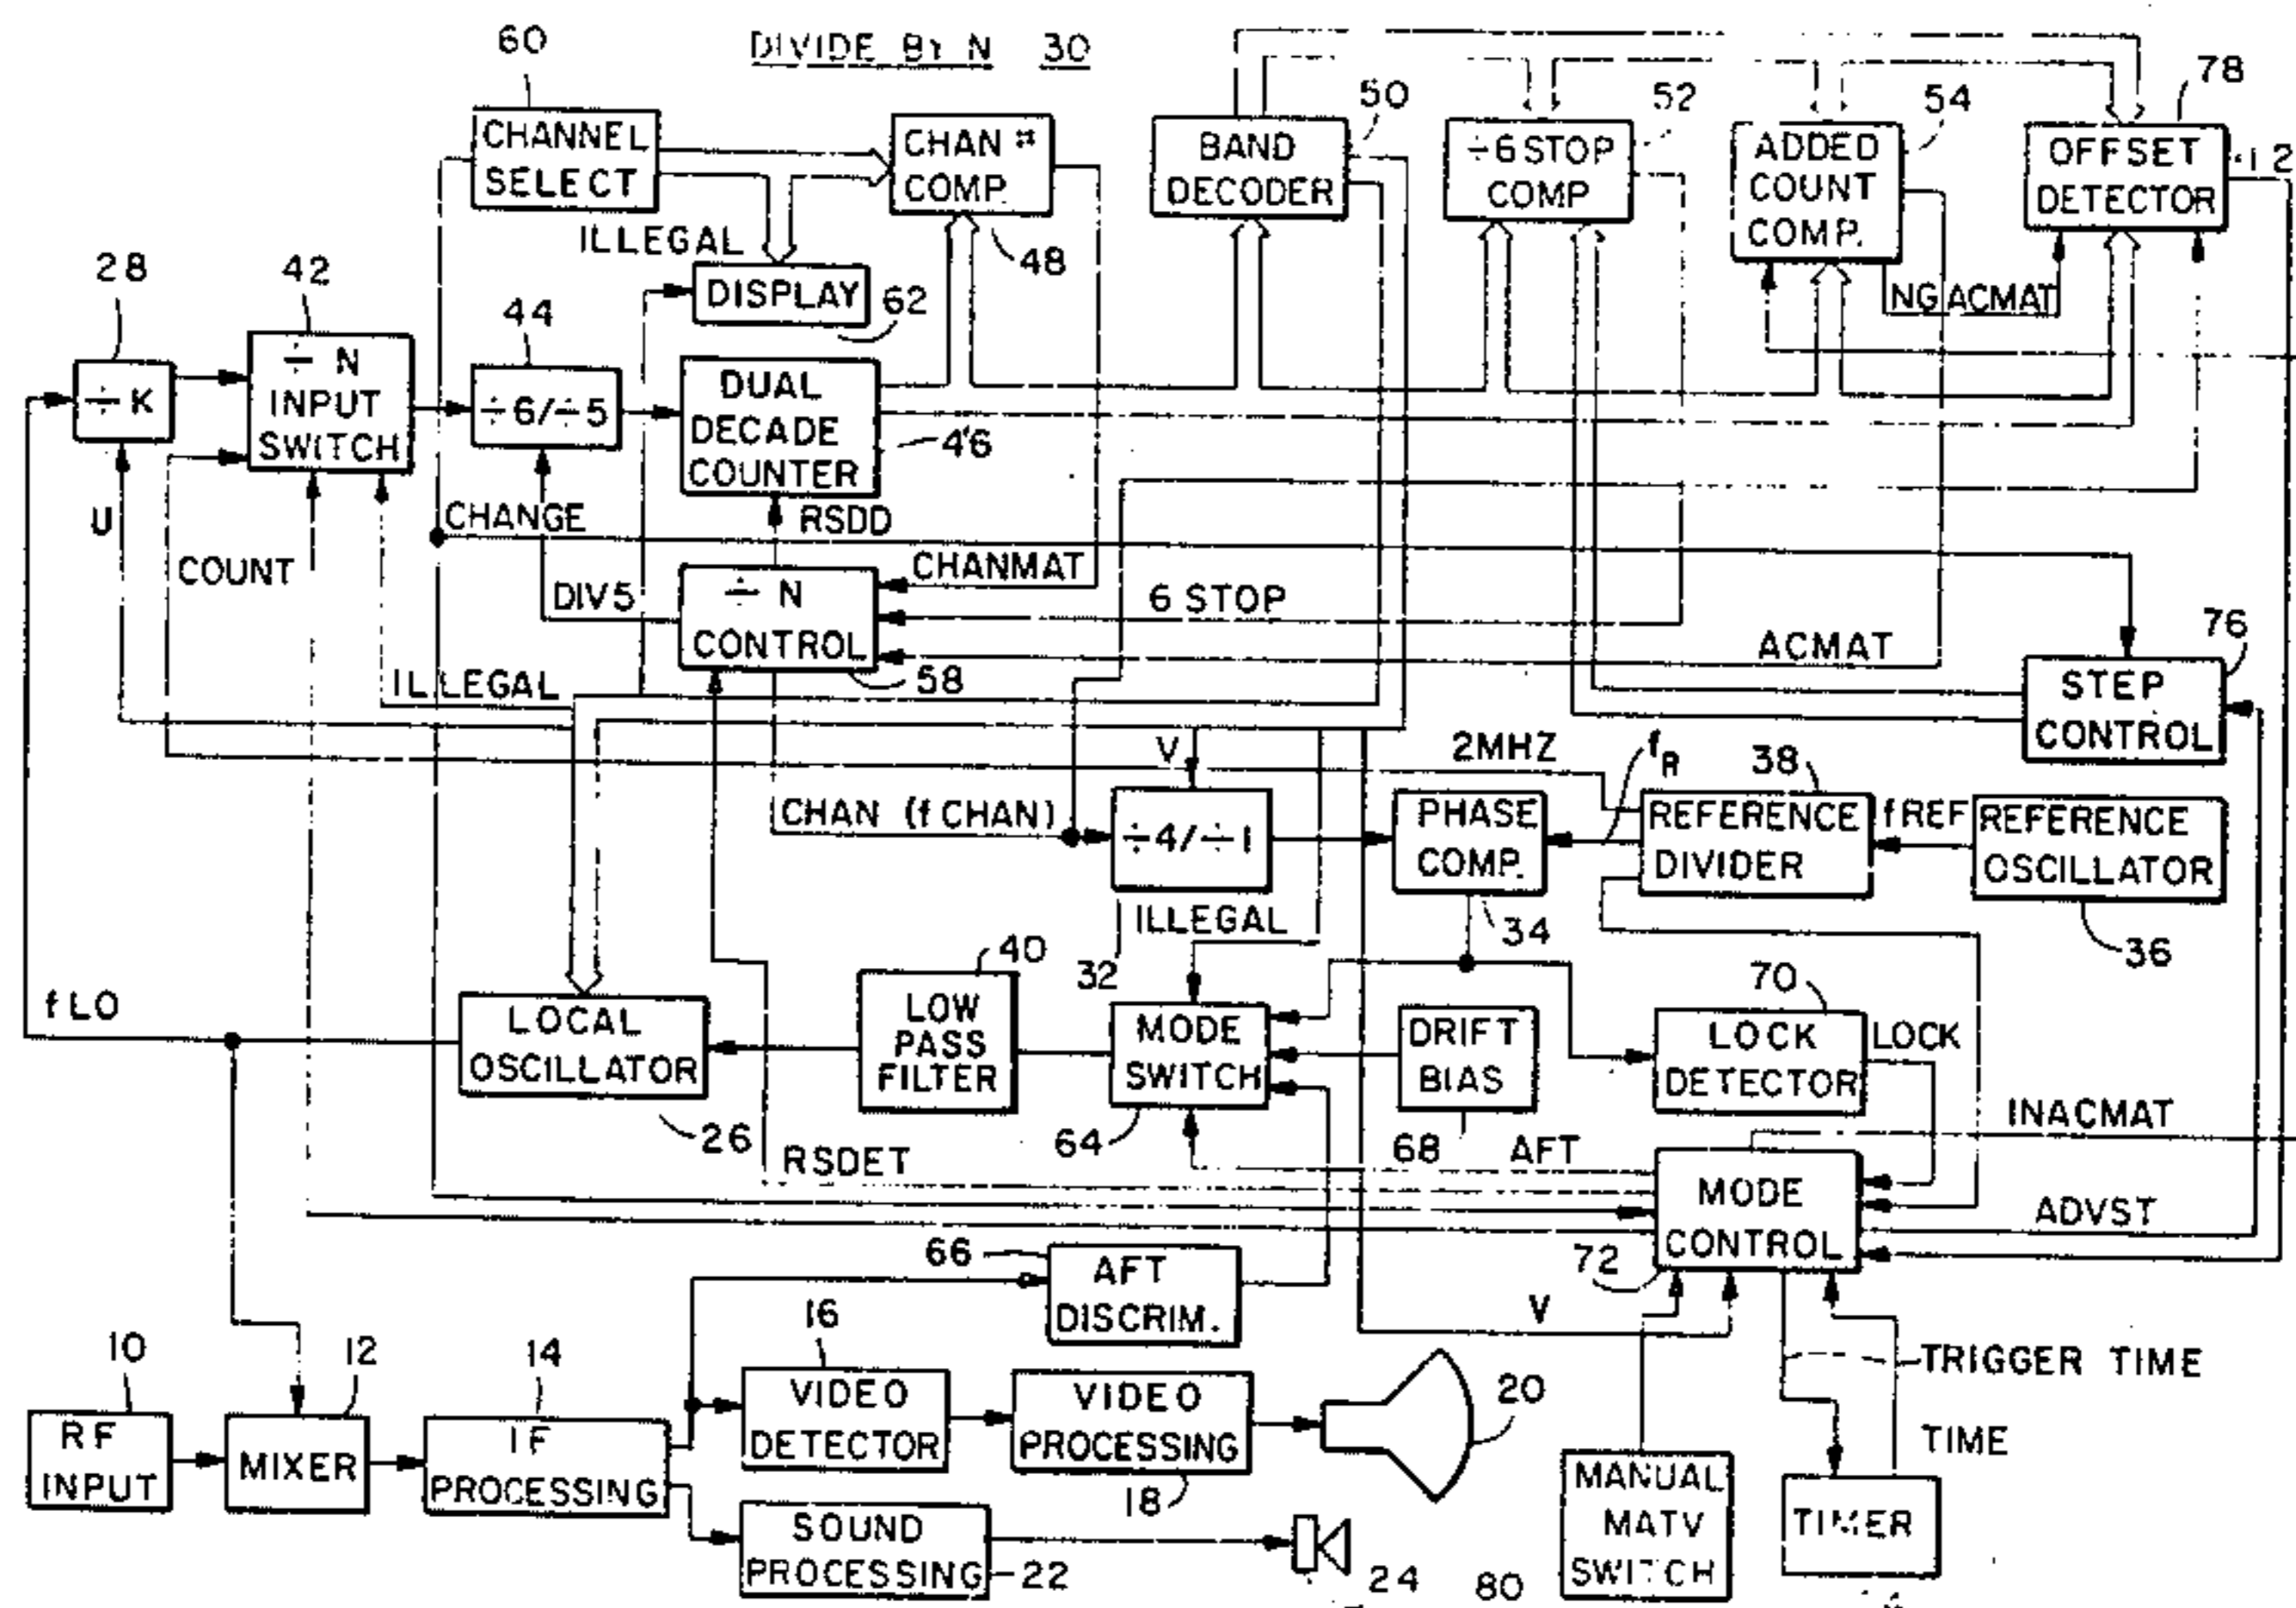 DIVIDE BY N 30
60
CHANNEL
SELECT
CHAN #
COMP.
48
50
BAND
DECODER
52
÷6 STOP
COMP
54
ADDED
COUNT
COMP.
78
OFFSET
DETECTOR
ILLEGAL
DISPLAY
62
NG ACMAT
28
÷K
42
÷ N
INPUT
SWITCH
44
÷6/÷5
DUAL
DECADE
COUNTER
46
U
COUNT
CHANGE
RSDD
CHANMAT
DIV5
÷ N
CONTROL
58
6 STOP
ACMAT
76
STEP
CONTROL
ILLEGAL
V
2MHZ
fR
38
CHAN (f CHAN)
÷4/÷1
32
PHASE
COMP.
34
REFERENCE
DIVIDER
fREF
REFERENCE
OSCILLATOR
36
ILLEGAL
fLO
LOCAL
OSCILLATOR
26
40
LOW
PASS
FILTER
MODE
SWITCH
64
DRIFT
BIAS
68
70
LOCK
DETECTOR
LOCK
INACMAT
RSDET
AFT
MODE
CONTROL
72
ADVST
66
AFT
DISCRIM.
V
TRIGGER TIME
TIME
10
RF
INPUT
12
MIXER
14
IF
PROCESSING
16
VIDEO
DETECTOR
VIDEO
PROCESSING
18
20
SOUND
PROCESSING
22
24
80
MANUAL
MATV
SWITCH
TIMER